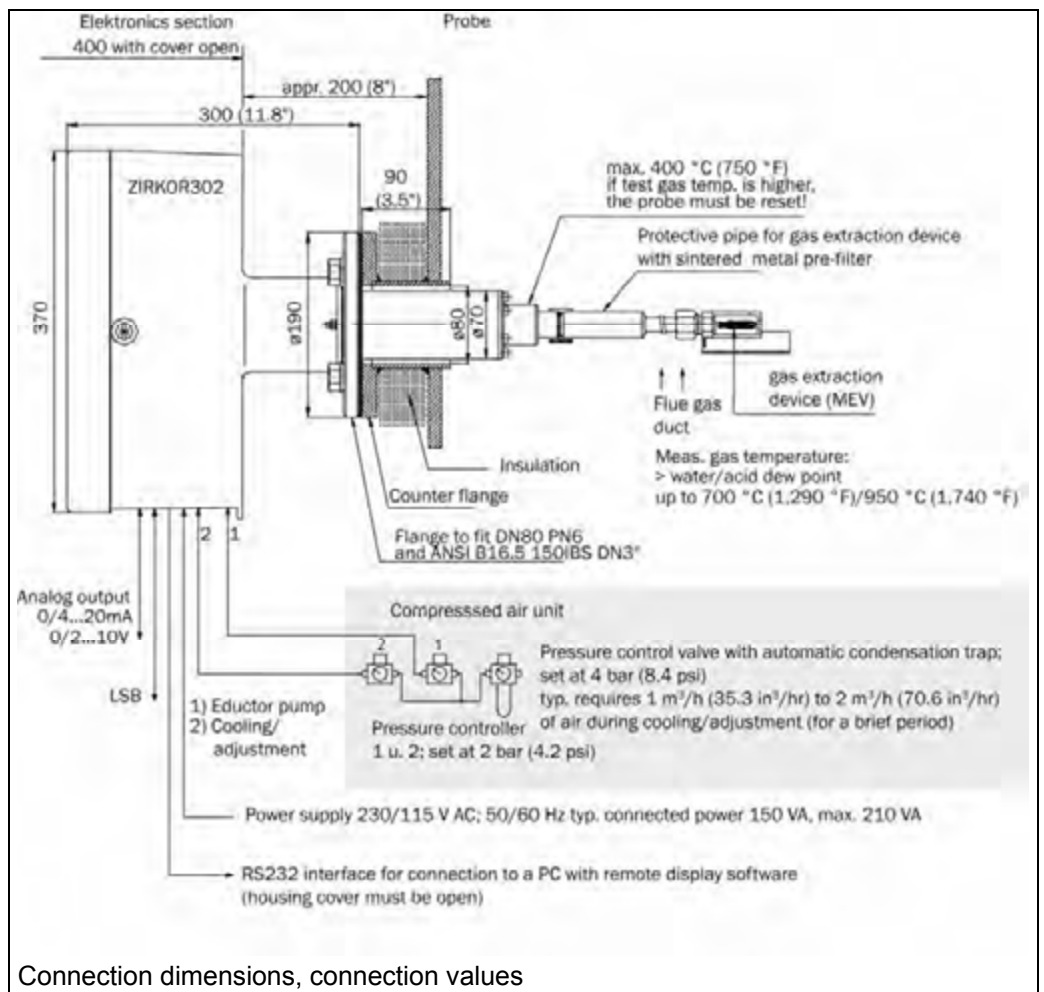 Elektronics section
Probe
400 with cover open
appr. 200 (8")
300 (11.8")
90
(3.5")
ZIRKOR302
max. 400 °C (750 °F)
if test gas temp. is higher,
the probe must be reset!
Protective pipe for gas extraction device
with sintered metal pre-filter
370
ø190
ø80
ø70
gas extraction
device (MEV)
Flue gas
duct
Insulation
Meas. gas temperature:
> water/acid dew point
up to 700 °C (1,290 °F)/950 °C (1,740 °F)
Counter flange
Flange to fit DN80 PN6
and ANSI B16.5 150IBS DN3"
2 1
Analog output
0/4...20mA
0/2...10V
LSB
1) Eductor pump
2) Cooling/
adjustment
Compresssed air unit
2 1
Pressure control valve with automatic condensation trap;
set at 4 bar (8.4 psi)
typ. requires 1 m³/h (35.3 in³/hr) to 2 m³/h (70.6 in³/hr)
of air during cooling/adjustment (for a brief period)
Pressure controller
1 u. 2; set at 2 bar (4.2 psi)
Power supply 230/115 V AC; 50/60 Hz typ. connected power 150 VA, max. 210 VA
RS232 interface for connection to a PC with remote display software
(housing cover must be open)
Connection dimensions, connection values